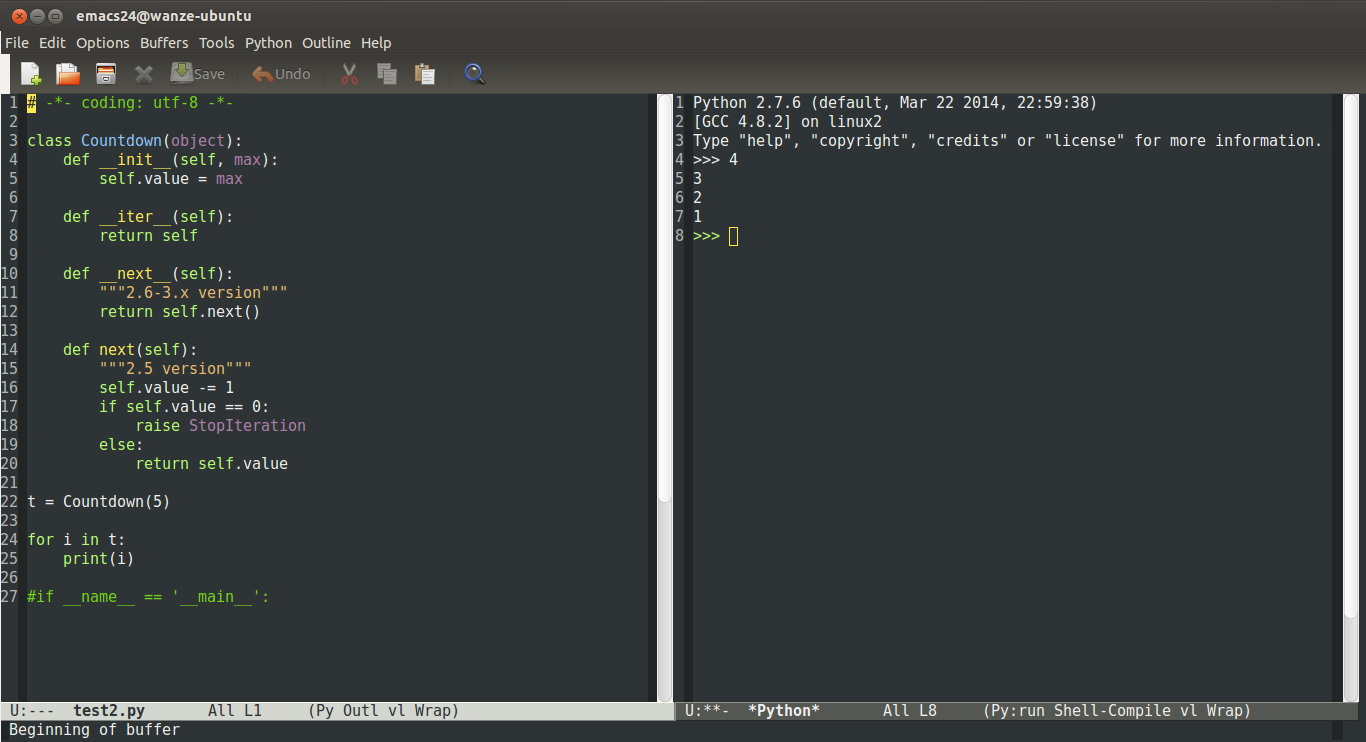 emacs24@wanze-ubuntu
File Edit Options Buffers Tools Python Outline Help
Save Undo
1 # -*- coding: utf-8 -*-
2
3 class Countdown(object):
4     def __init__(self, max):
5         self.value = max
6
7     def __iter__(self):
8         return self
9
10     def __next__(self):
11         """2.6-3.x version"""
12         return self.next()
13
14     def next(self):
15         """2.5 version"""
16         self.value -= 1
17         if self.value == 0:
18             raise StopIteration
19         else:
20             return self.value
21
22 t = Countdown(5)
23
24 for i in t:
25     print(i)
26
27 #if __name__ == '__main__':
U:--- test2.py All L1 (Py Outl vl Wrap)
1 Python 2.7.6 (default, Mar 22 2014, 22:59:38)
2 [GCC 4.8.2] on linux2
3 Type "help", "copyright", "credits" or "license" for more information.
4 >>> 4
5 3
6 2
7 1
8 >>>
U:**- *Python* All L8 (Py:run Shell-Compile vl Wrap)
Beginning of buffer